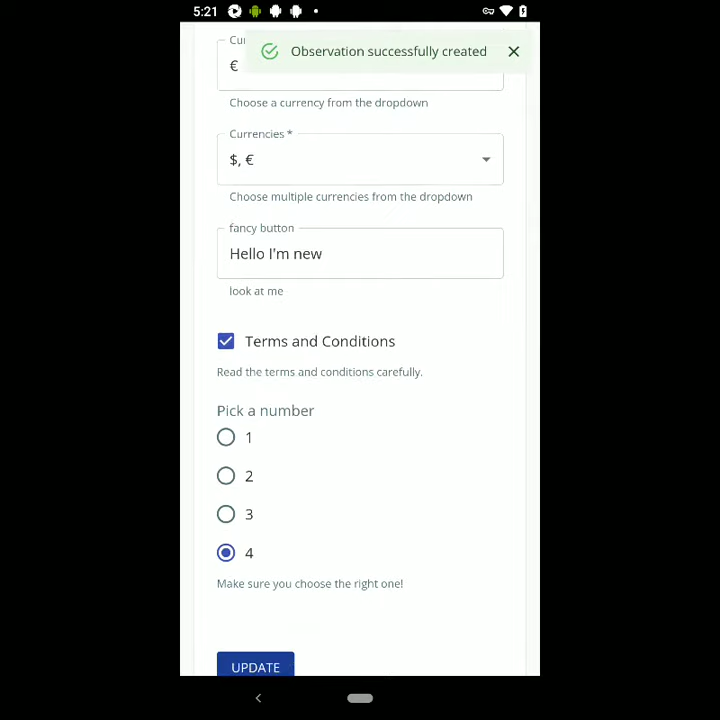 5:21
Observation successfully created
€
Choose a currency from the dropdown
Currencies *
$, €
Choose multiple currencies from the dropdown
fancy button
Hello I'm new
look at me
Terms and Conditions
Read the terms and conditions carefully.
Pick a number
1
2
3
4
Make sure you choose the right one!
UPDATE